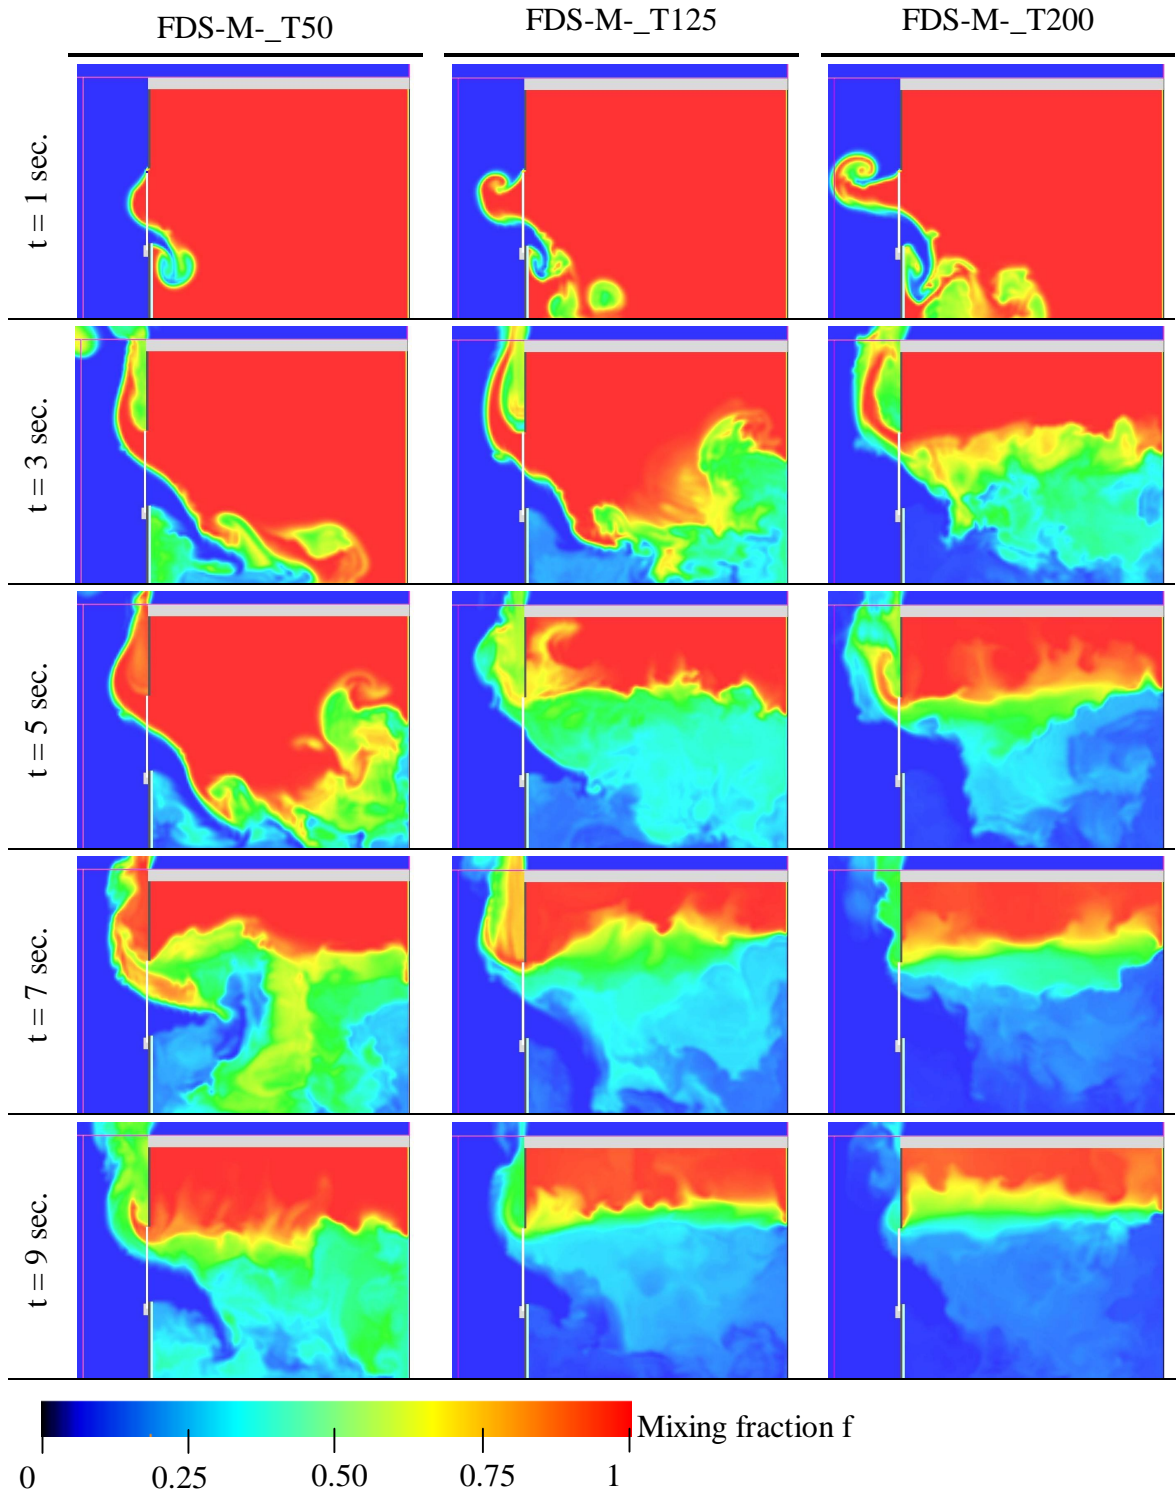 FDS-M-_T50 FDS-M-_T125 FDS-M-_T200
t = 1 sec.
t = 3 sec.
t = 5 sec.
t = 7 sec.
t = 9 sec.
Mixing fraction f
0 0.25 0.50 0.75 1